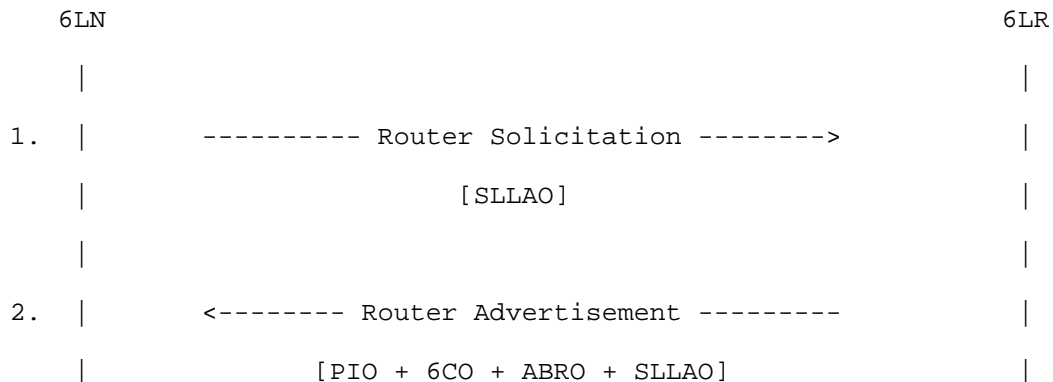 6LN                                                          6LR
|                                                            |
1. |       ---------- Router Solicitation -------->            |
|                       [SLLAO]                              |
|                                                            |
2. |       <-------- Router Advertisement ---------            |
|              [PIO + 6CO + ABRO + SLLAO]                    |